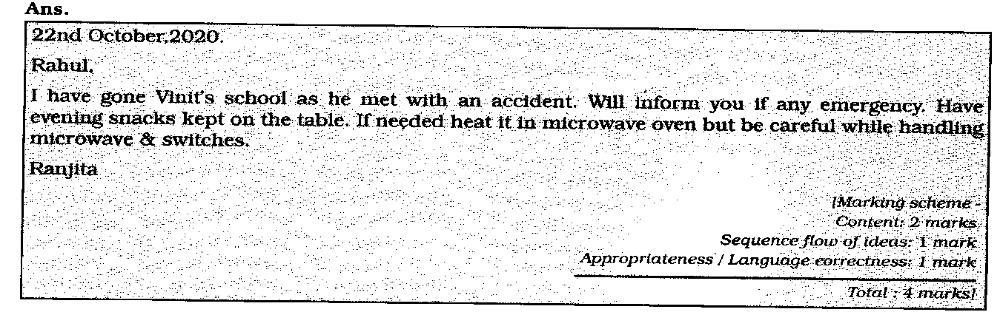 Ans.
22nd October,2020.
Rahul,
I have gone Vinit's school as he met with an accident. Will inform you if any emergency. Have
evening snacks kept on the table. If needed heat it in microwave oven but be careful while handling
microwave & switches.
Ranjita
[Marking scheme -
Content: 2 marks
Sequence flow of ideas: 1 mark
Appropriateness / Language correctness: 1 mark
Total : 4 marks]